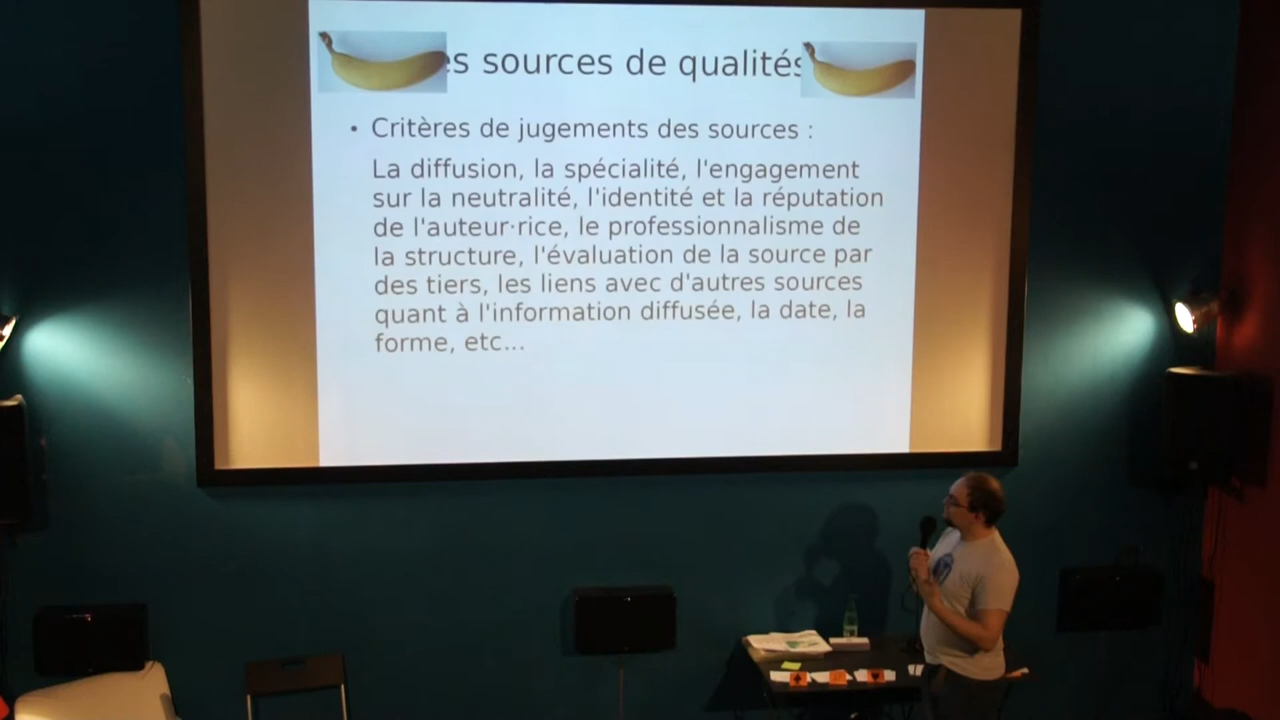 es sources de qualités
• Critères de jugements des sources :
La diffusion, la spécialité, l'engagement
sur la neutralité, l'identité et la réputation
de l'auteur·rice, le professionnalisme de
la structure, l'évaluation de la source par
des tiers, les liens avec d'autres sources
quant à l'information diffusée, la date, la
forme, etc...